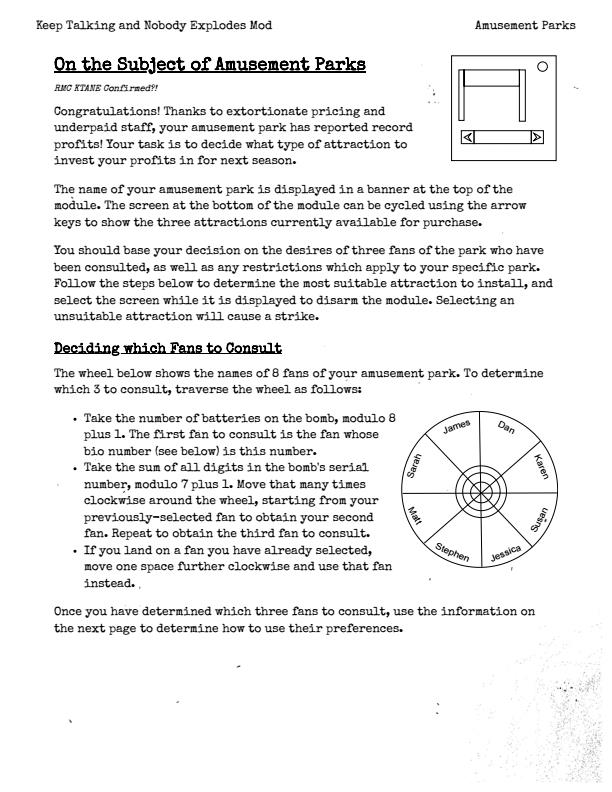 Keep Talking and Nobody Explodes Mod
Amusement Parks
On the Subject of Amusement Parks
RMC KTANE Confirmed?!
Congratulations! Thanks to extortionate pricing and
underpaid staff, your amusement park has reported record
profits! Your task is to decide what type of attraction to
invest your profits in for next season.
The name of your amusement park is displayed in a banner at the top of the
module. The screen at the bottom of the module can be cycled using the arrow
keys to show the three attractions currently available for purchase.
You should base your decision on the desires of three fans of the park who have
been consulted, as well as any restrictions which apply to your specific park.
Follow the steps below to determine the most suitable attraction to install, and
select the screen while it is displayed to disarm the module. Selecting an
unsuitable attraction will cause a strike.
Deciding which Fans to Consult
The wheel below shows the names of 8 fans of your amusement park. To determine
which 3 to consult, traverse the wheel as follows:
• Take the number of batteries on the bomb, modulo 8
plus 1. The first fan to consult is the fan whose
bio number (see below) is this number.
• Take the sum of all digits in the bomb's serial
number, modulo 7 plus 1. Move that many times
clockwise around the wheel, starting from your
previously-selected fan to obtain your second
fan. Repeat to obtain the third fan to consult.
• If you land on a fan you have already selected,
move one space further clockwise and use that fan
instead.
James
Dan
Karen
Susan
Jessica
Stephen
Matt
Sarah
Once you have determined which three fans to consult, use the information on
the next page to determine how to use their preferences.